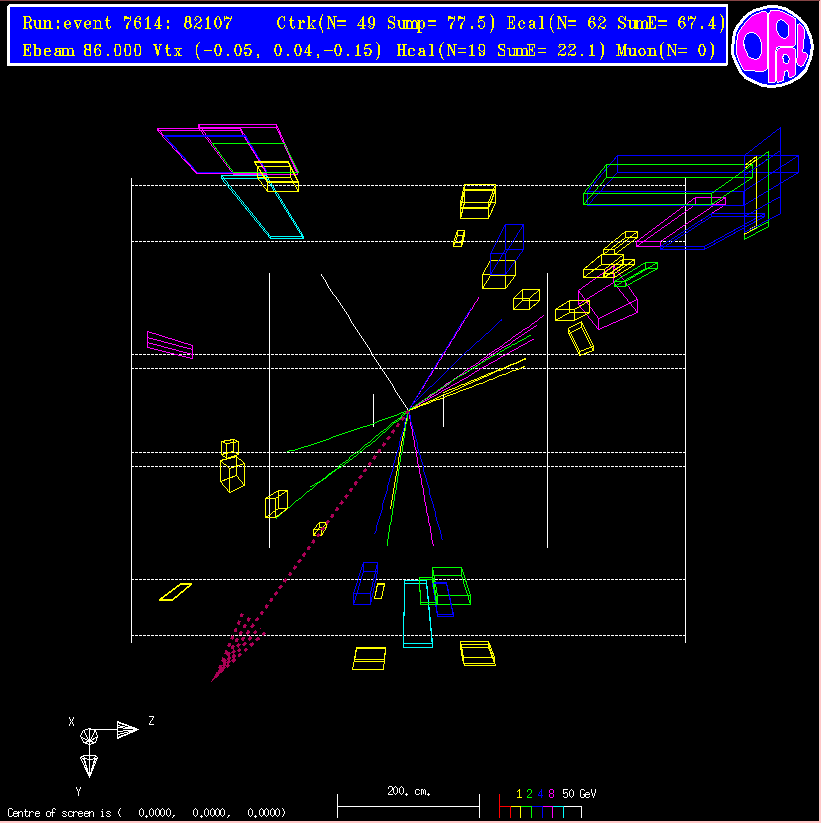 Run:event 7614: 82107 Ctrk(N= 49 Sump= 77.5) Ecal(N= 62 SumE= 67.4)
Ebeam 86.000 Vtx (-0.05, 0.04,-0.15) Hcal(N=19 SumE= 22.1) Muon(N= 0)
OPAL
X Z
Y
200. cm.
1 2 4 8 50 GeV
Centre of screen is ( 0.0000, 0.0000, 0.0000)